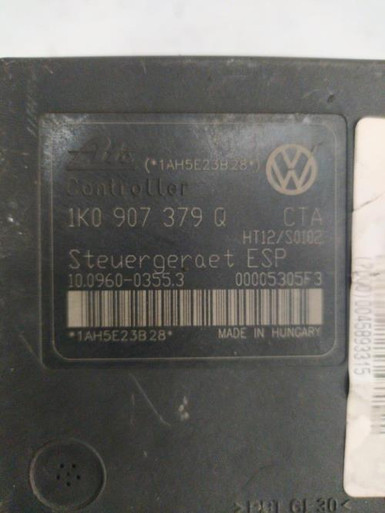 Ate (*1AH5E23B28*)
Controller
1K0 907 379 Q CTA
HT12/S0102
Steuergeraet ESP
10.0960-0355.3 00005305F3
*1AH5E23B28*
MADE IN HUNGARY